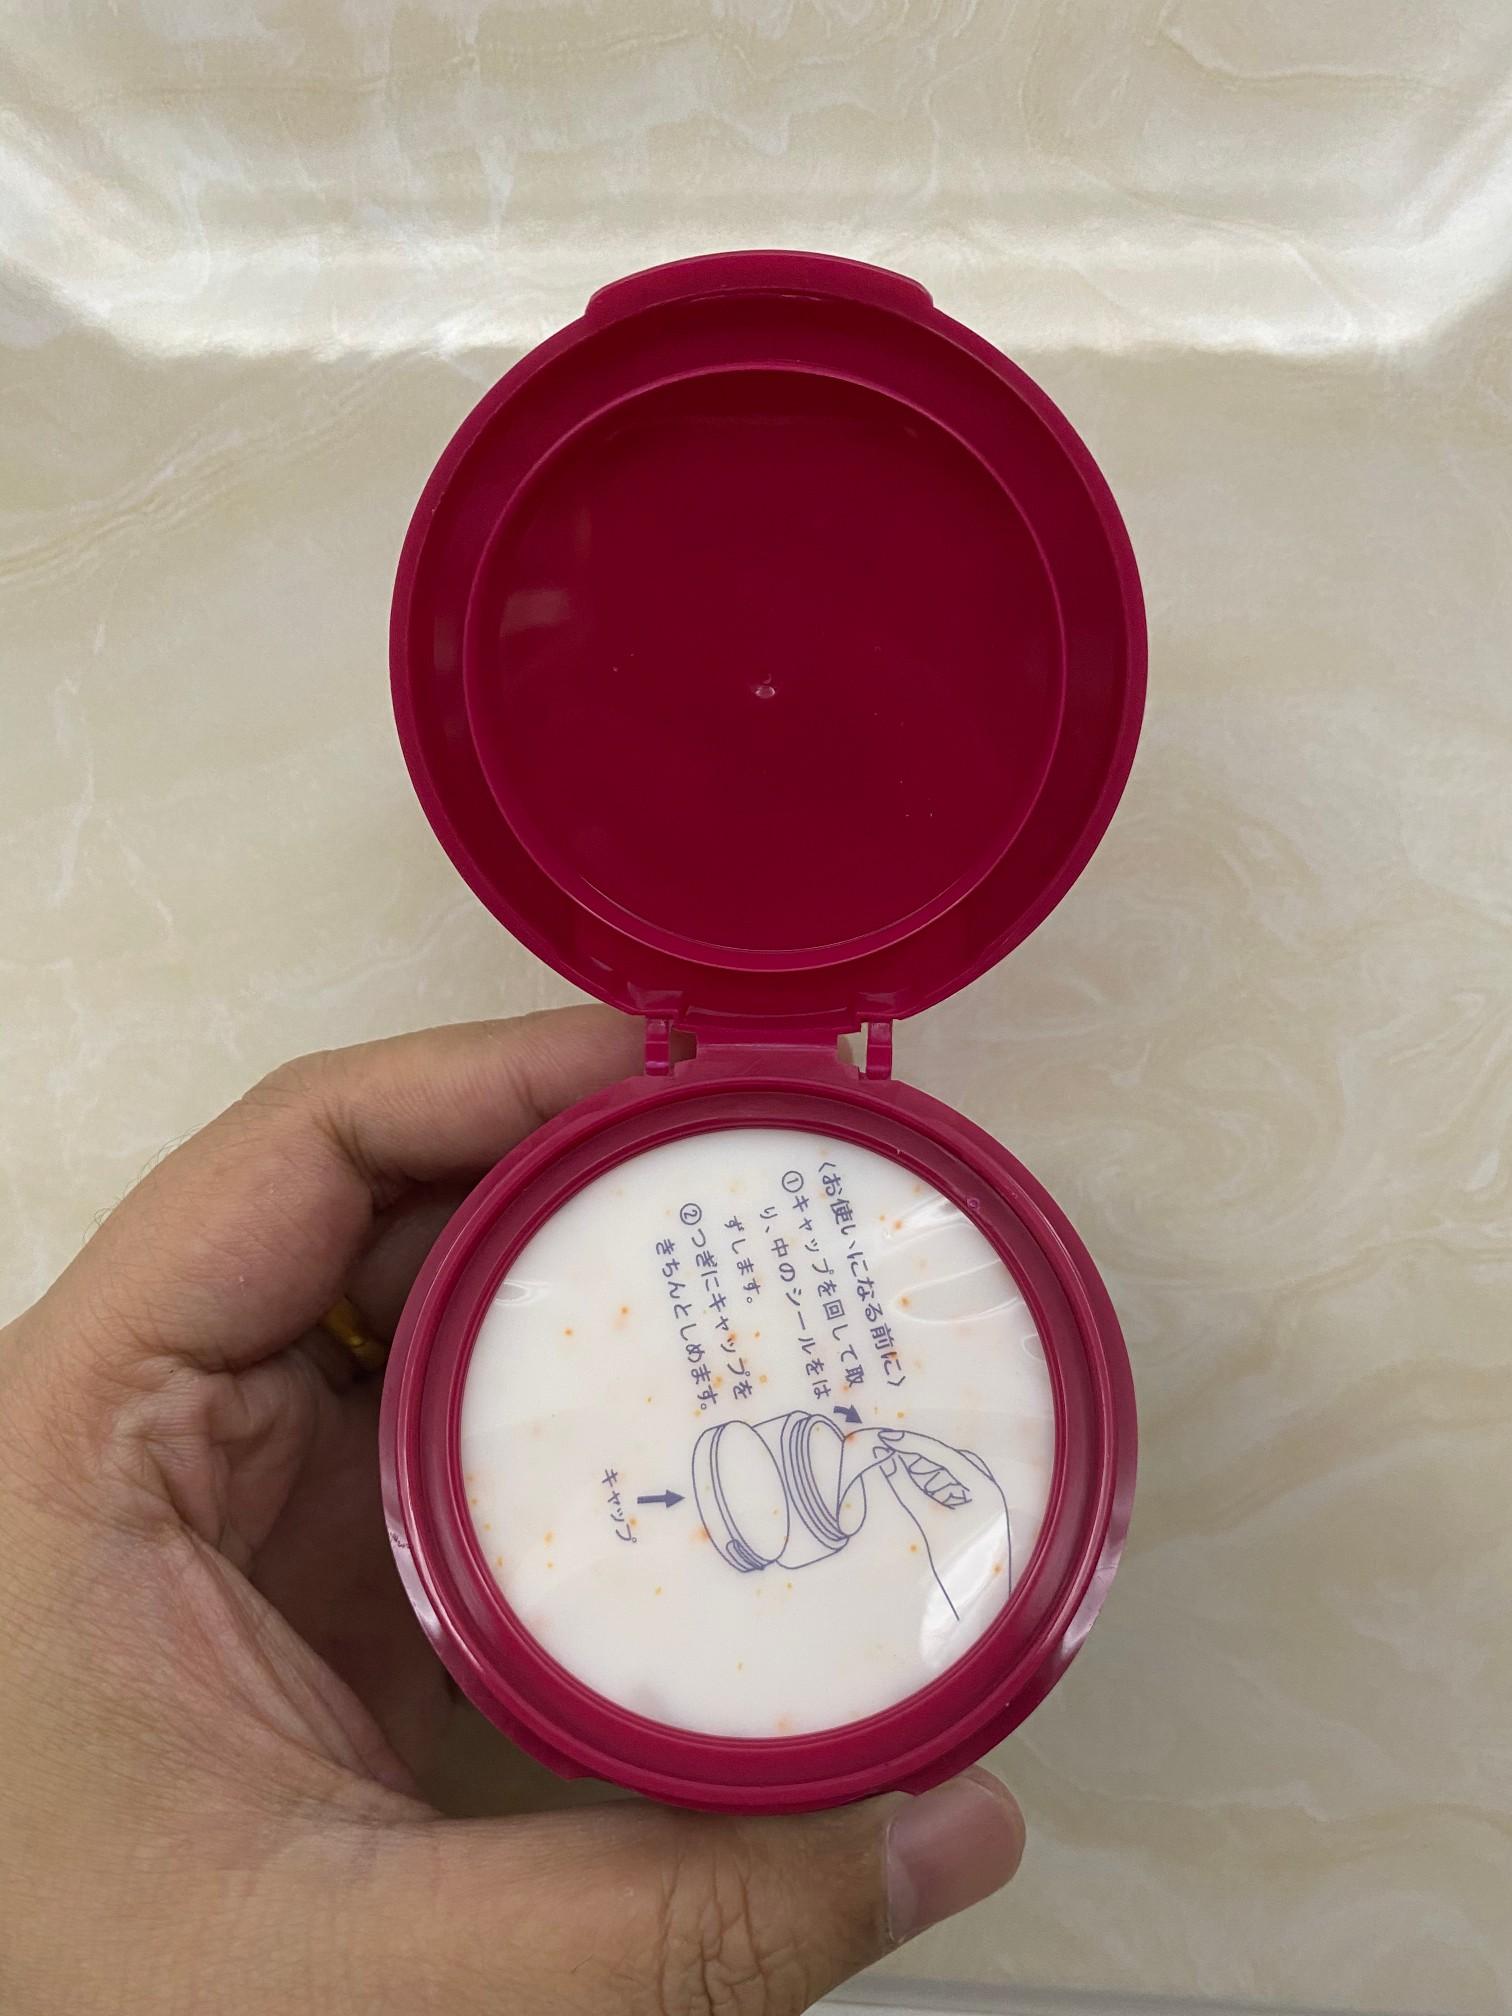 〈お使いになる前に〉
①キャップを回して取
り、中のシールをは
ずします。
②つぎにキャップを
きちんとしめます。
キャップ